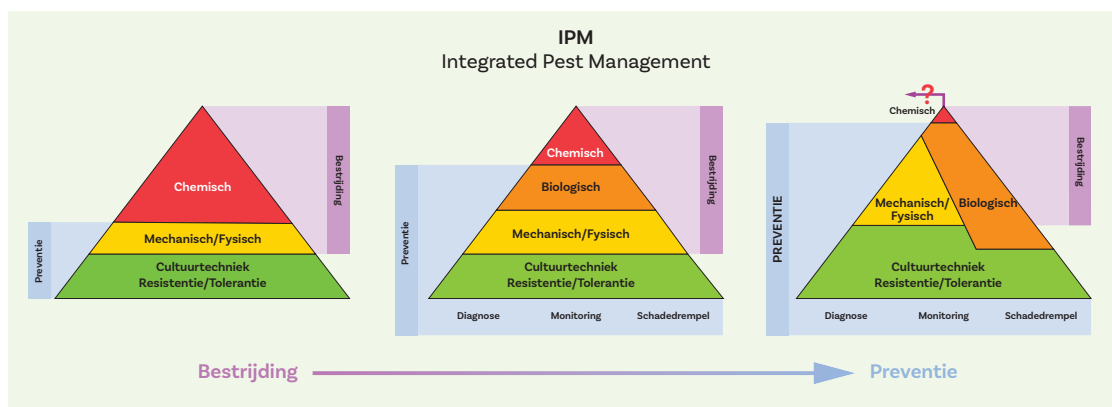 IPM
Integrated Pest Management
Chemisch
Mechanisch/Fysisch
Cultuurtechniek
Resistentie/Tolerantie
Preventie
Bestrijding
Chemisch
Biologisch
Mechanisch/Fysisch
Cultuurtechniek
Resistentie/Tolerantie
Preventie
Bestrijding
Diagnose
Monitoring
Schadedrempel
?
Chemisch
Mechanisch/
Fysisch
Biologisch
Cultuurtechniek
Resistentie/Tolerantie
PREVENTIE
Bestrijding
Diagnose
Monitoring
Schadedrempel
Bestrijding
Preventie